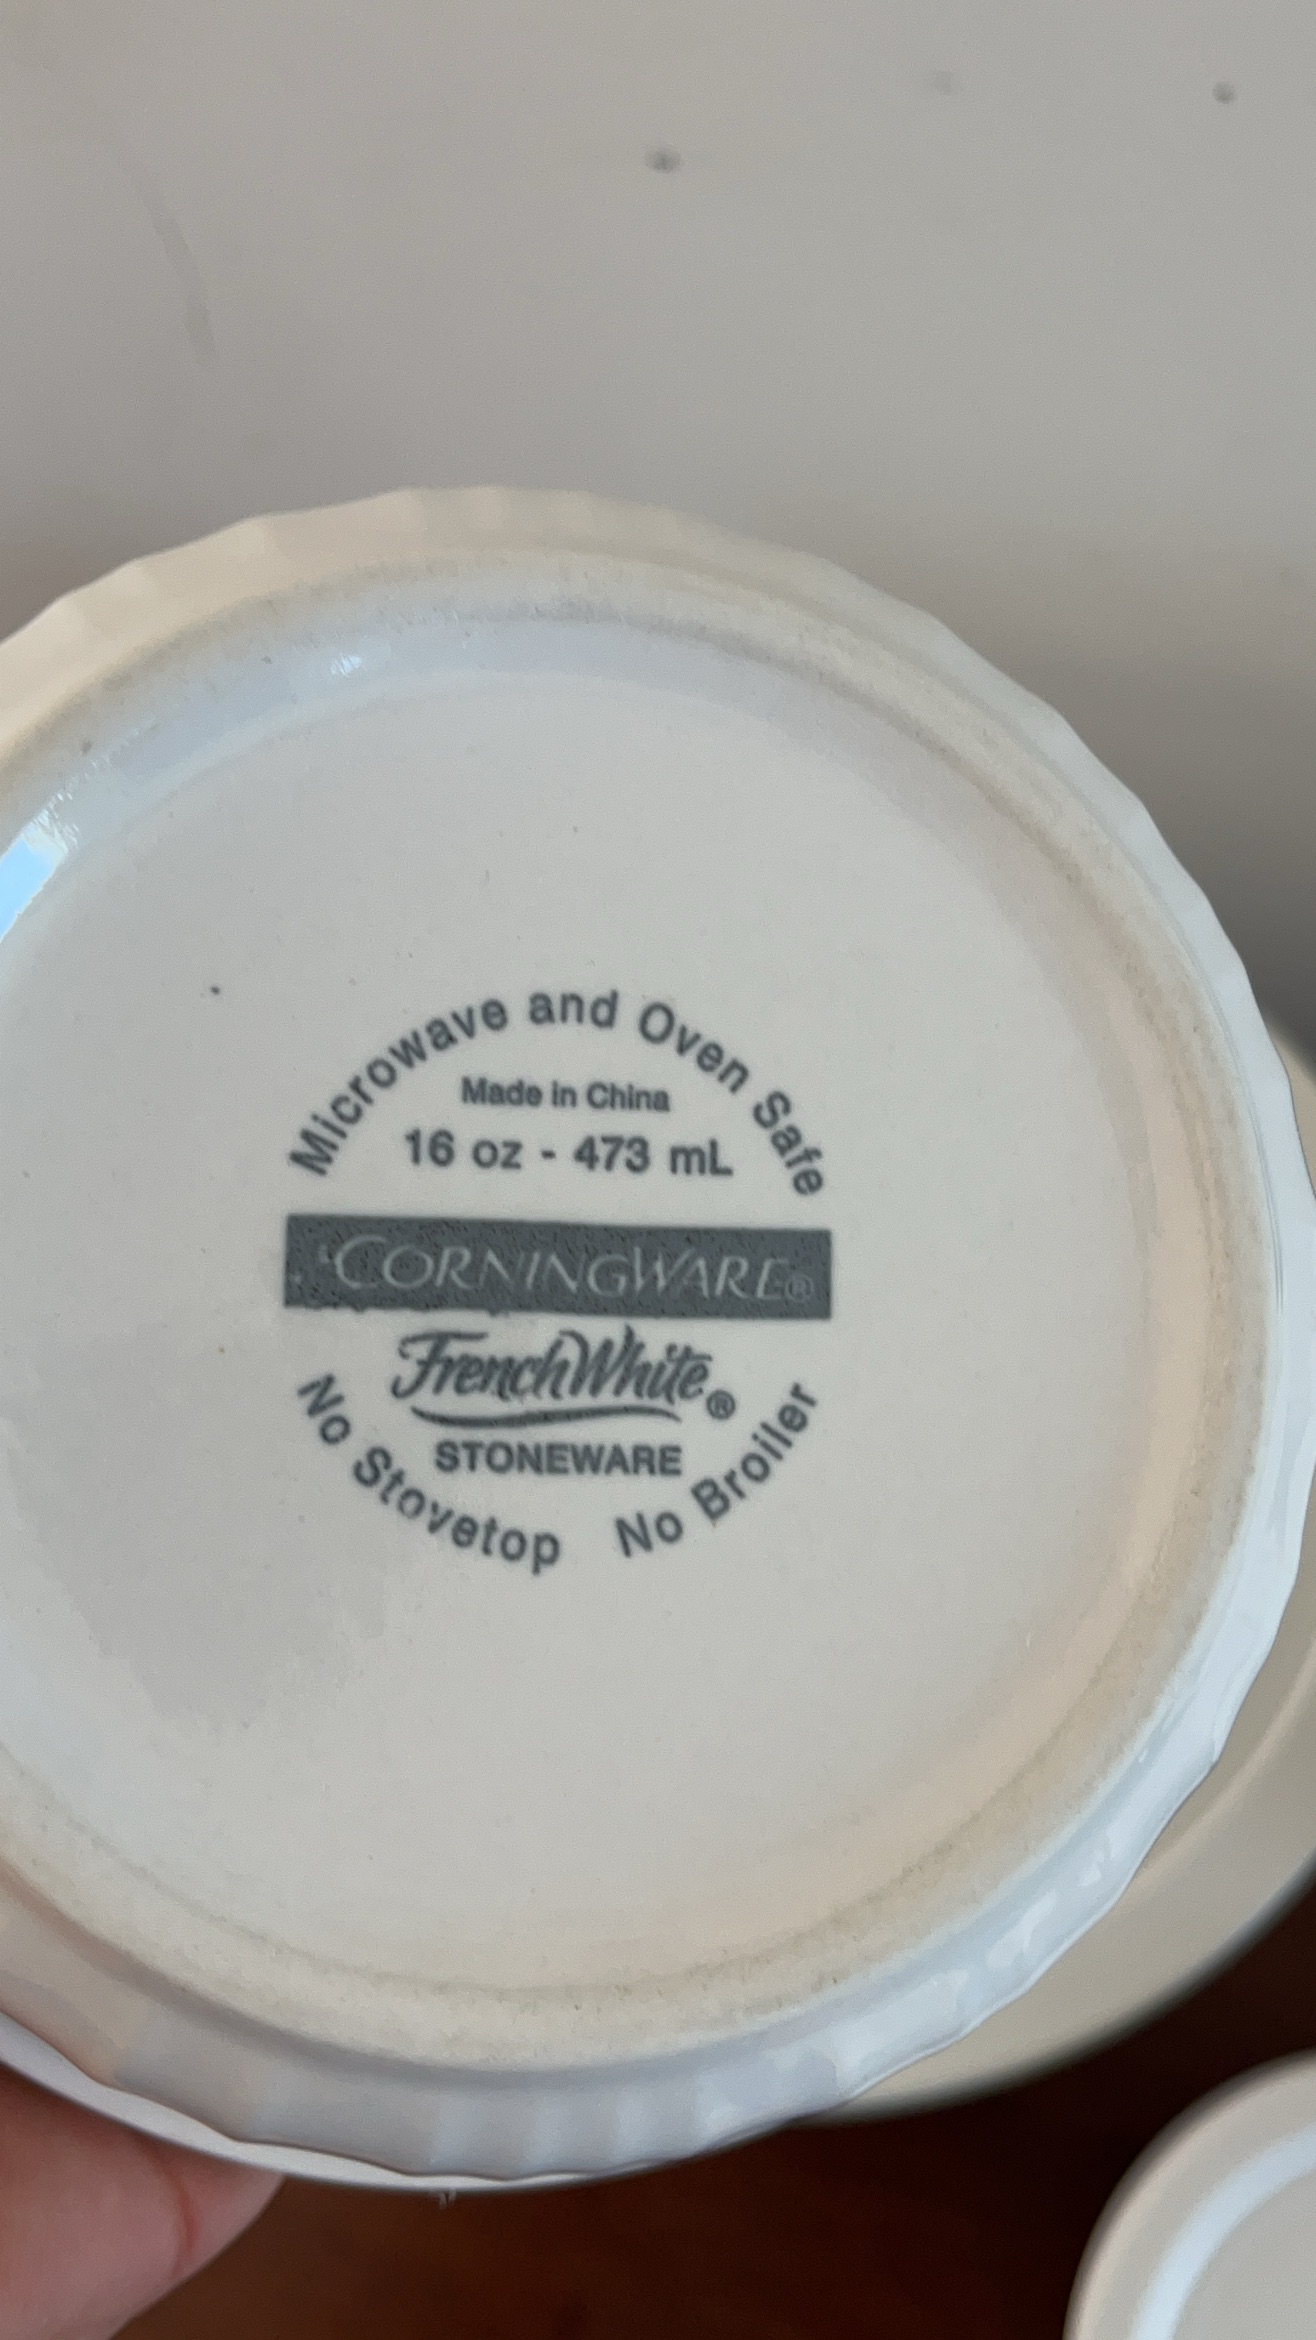 Microwave and Oven Safe
Made in China
16 oz - 473 mL
CORNINGWARE®
FrenchWhite®
STONEWARE
No Stovetop No Broiler